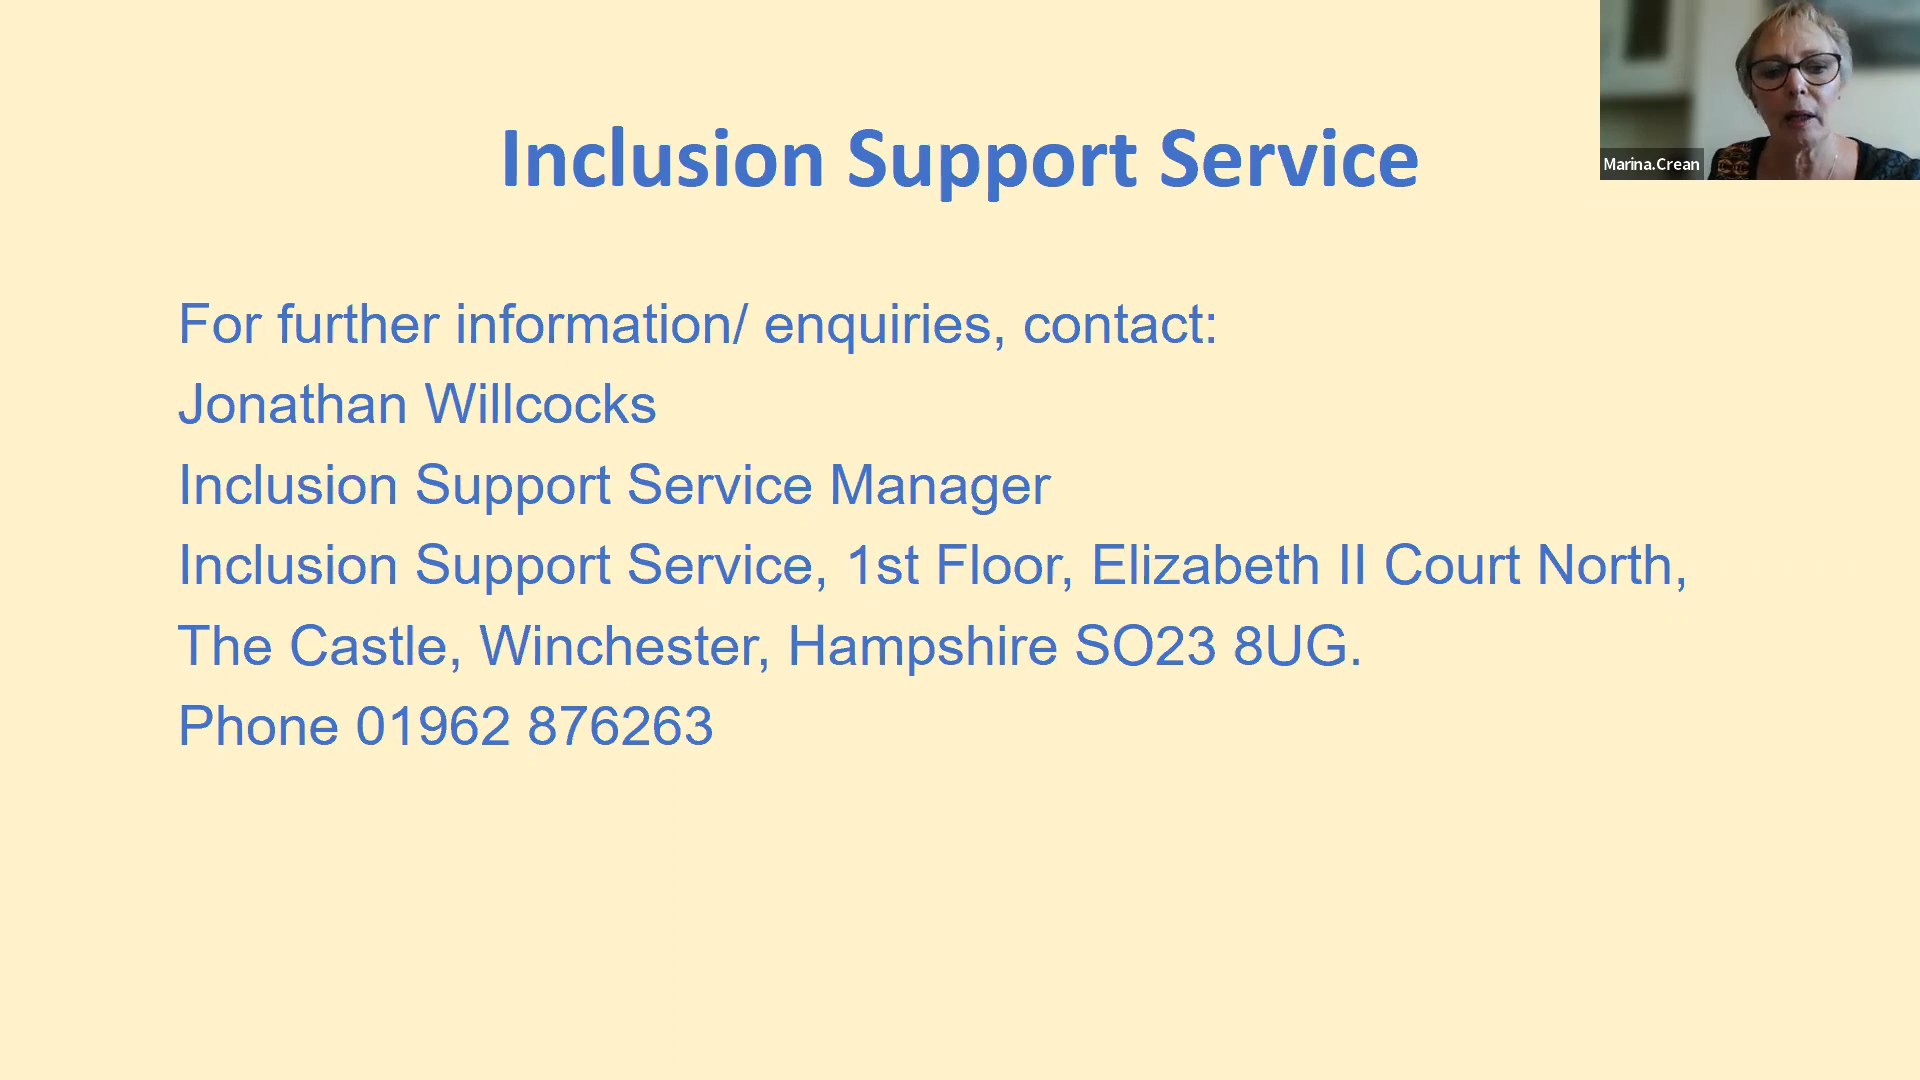 Inclusion Support Service
Marina.Crean
For further information/ enquiries, contact:
Jonathan Willcocks
Inclusion Support Service Manager
Inclusion Support Service, 1st Floor, Elizabeth II Court North,
The Castle, Winchester, Hampshire SO23 8UG.
Phone 01962 876263